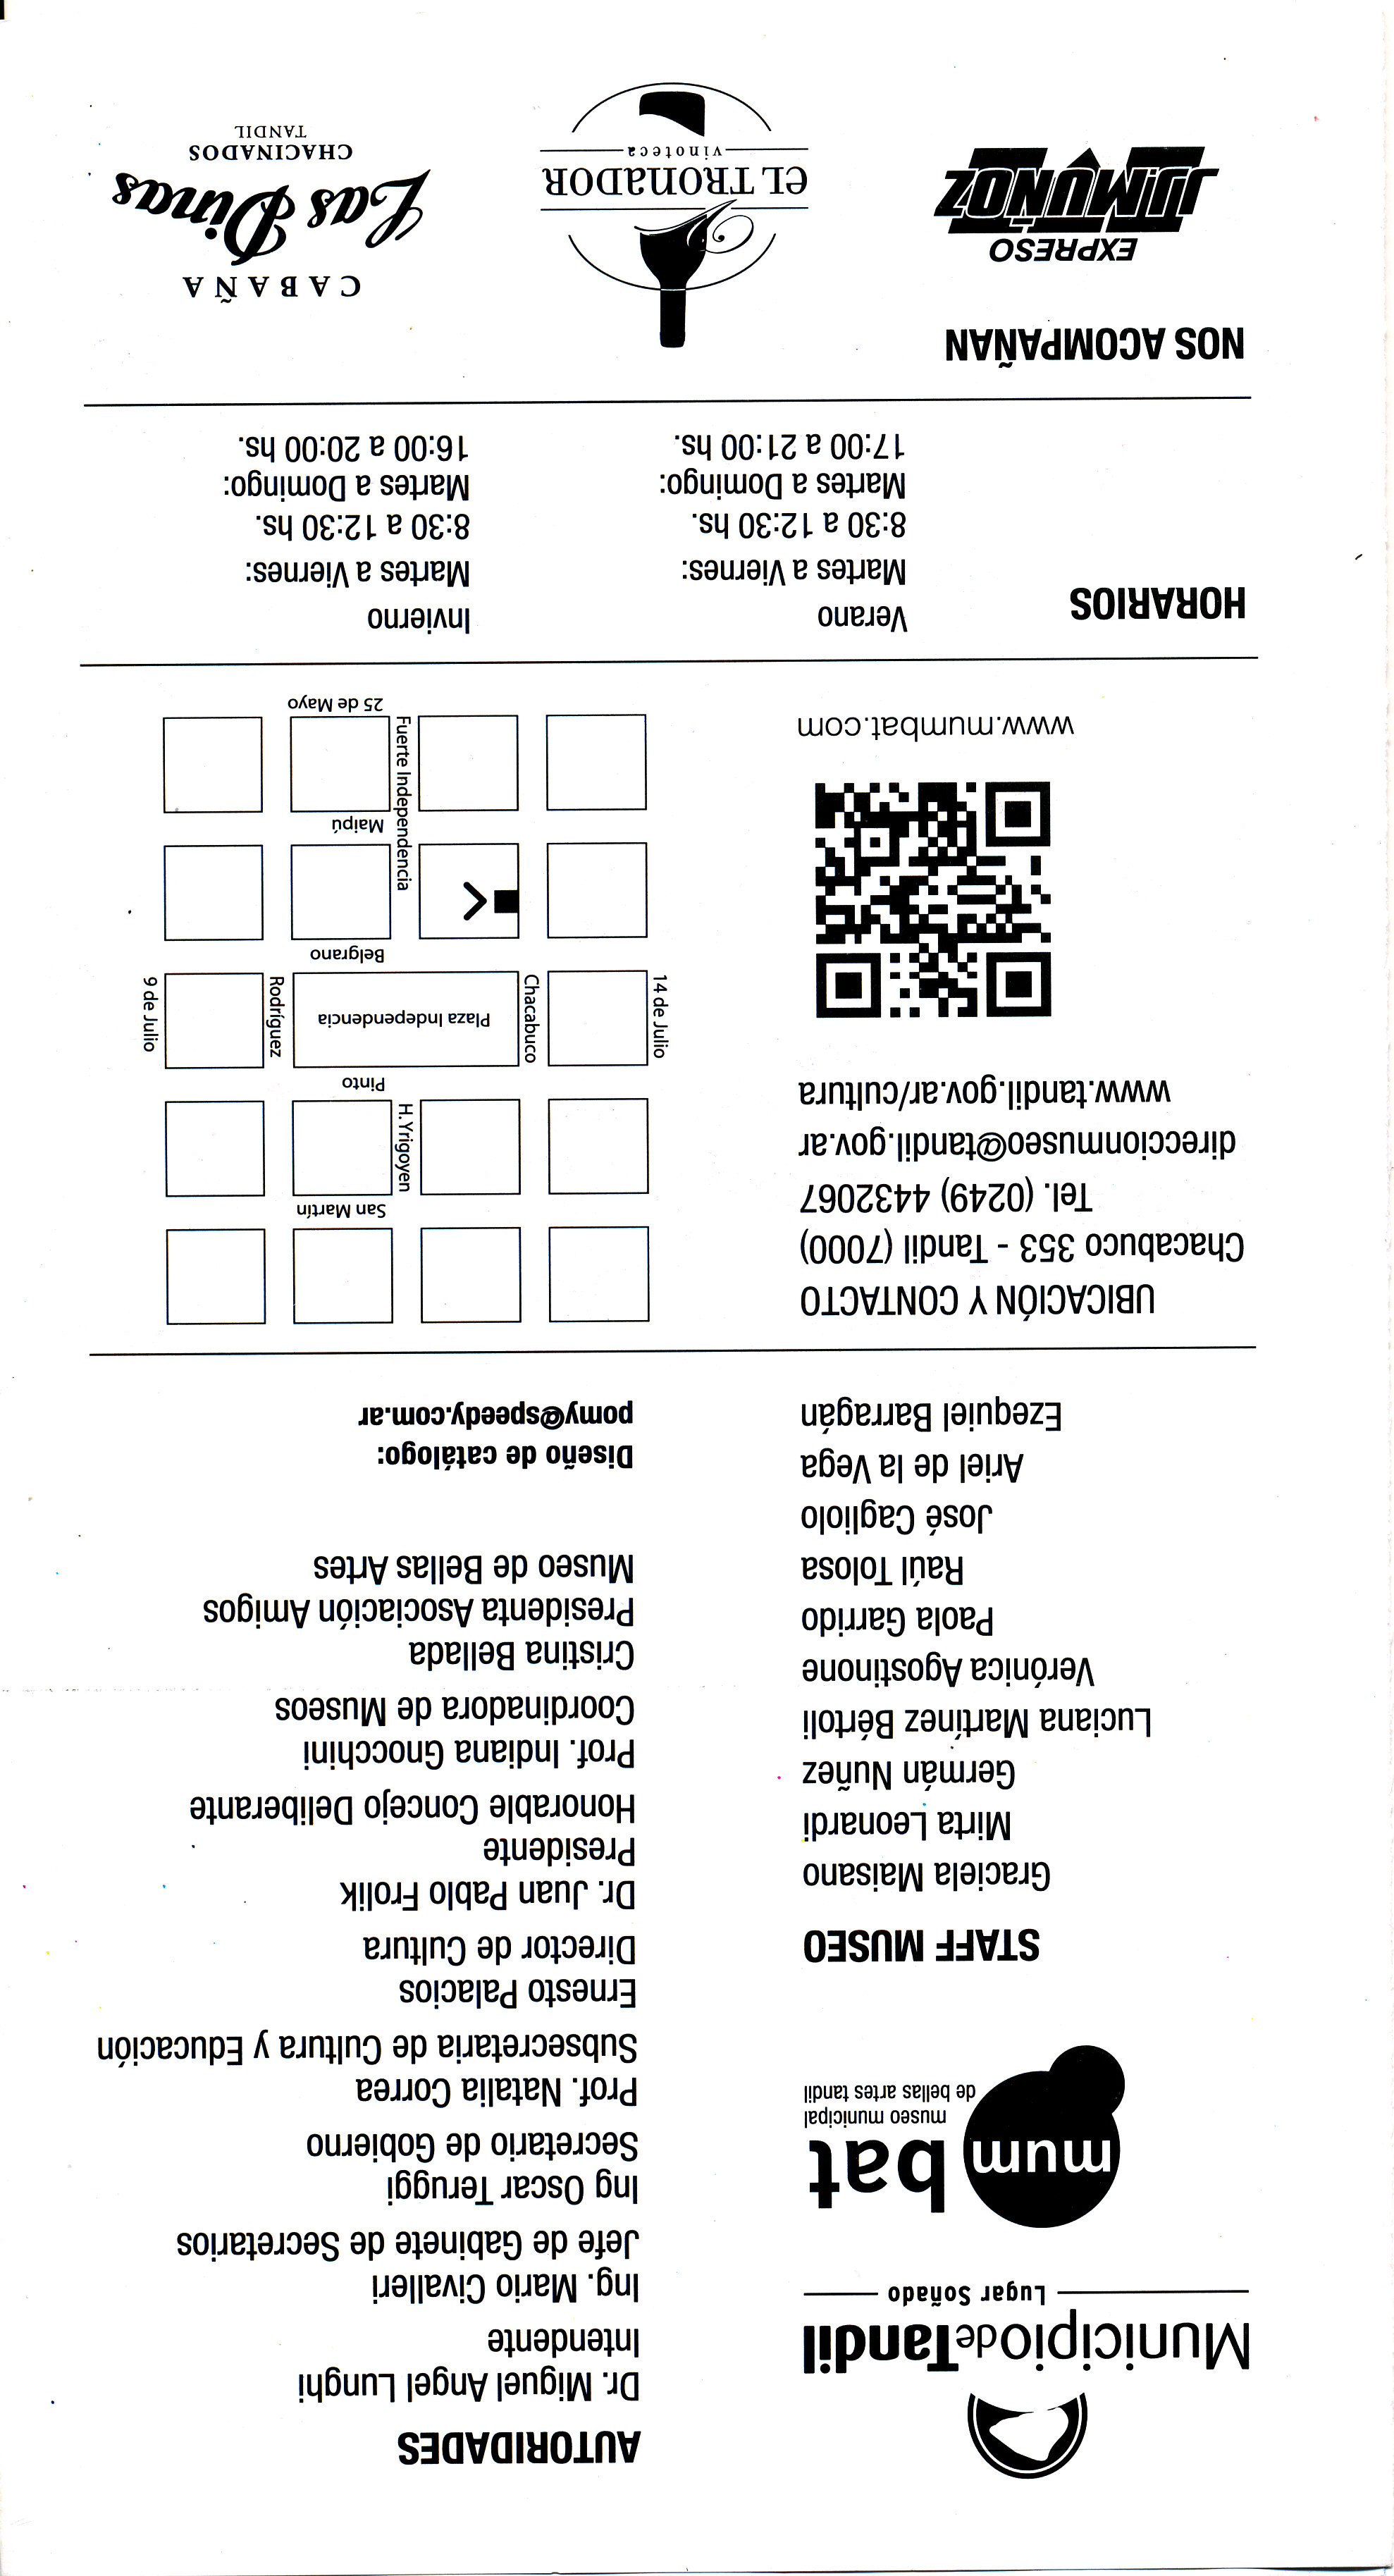 Municipio de Tandil
Lugar Soñado
mum bat
museo municipal
de bellas artes tandil
STAFF MUSEO
Graciela Maisano
Mirta Leonardi
Germán Nuñez
Luciana Martínez Bértoli
Verónica Agostinone
Paola Garrido
Raúl Tolosa
José Cagliolo
Ariel de la Vega
Ezequiel Barragán
AUTORIDADES
Dr. Miguel Angel Lunghi
Intendente
Ing. Mario Civalleri
Jefe de Gabinete de Secretarios
Ing Oscar Teruggi
Secretario de Gobierno
Prof. Natalia Correa
Subsecretaria de Cultura y Educación
Ernesto Palacios
Director de Cultura
Dr. Juan Pablo Frolik
Presidente
Honorable Concejo Deliberante
Prof. Indiana Gnocchini
Coordinadora de Museos
Cristina Bellada
Presidenta Asociación Amigos
Museo de Bellas Artes
Diseño de catálogo:
pomy@speedy.com.ar
UBICACIÓN Y CONTACTO
Chacabuco 353 - Tandil (7000)
Tel. (0249) 4432067
direccionmuseo@tandil.gov.ar
www.tandil.gov.ar/cultura
www.mumbat.com
San Martín
H.Yrigoyen
Pinto
14 de Julio
Chacabuco
Plaza Independencia
Rodríguez
9 de Julio
Belgrano
Fuerte Independencia
Maipú
25 de Mayo
HORARIOS
Verano
Martes a Viernes:
8:30 a 12:30 hs.
Martes a Domingo:
17:00 a 21:00 hs.
Invierno
Martes a Viernes:
8:30 a 12:30 hs.
Martes a Domingo:
16:00 a 20:00 hs.
NOS ACOMPAÑAN
EXPRESO
JJ.MUÑOZ
EL TRONADOR
vinoteca
CABAÑA
Las Dinas
CHACINADOS
TANDIL